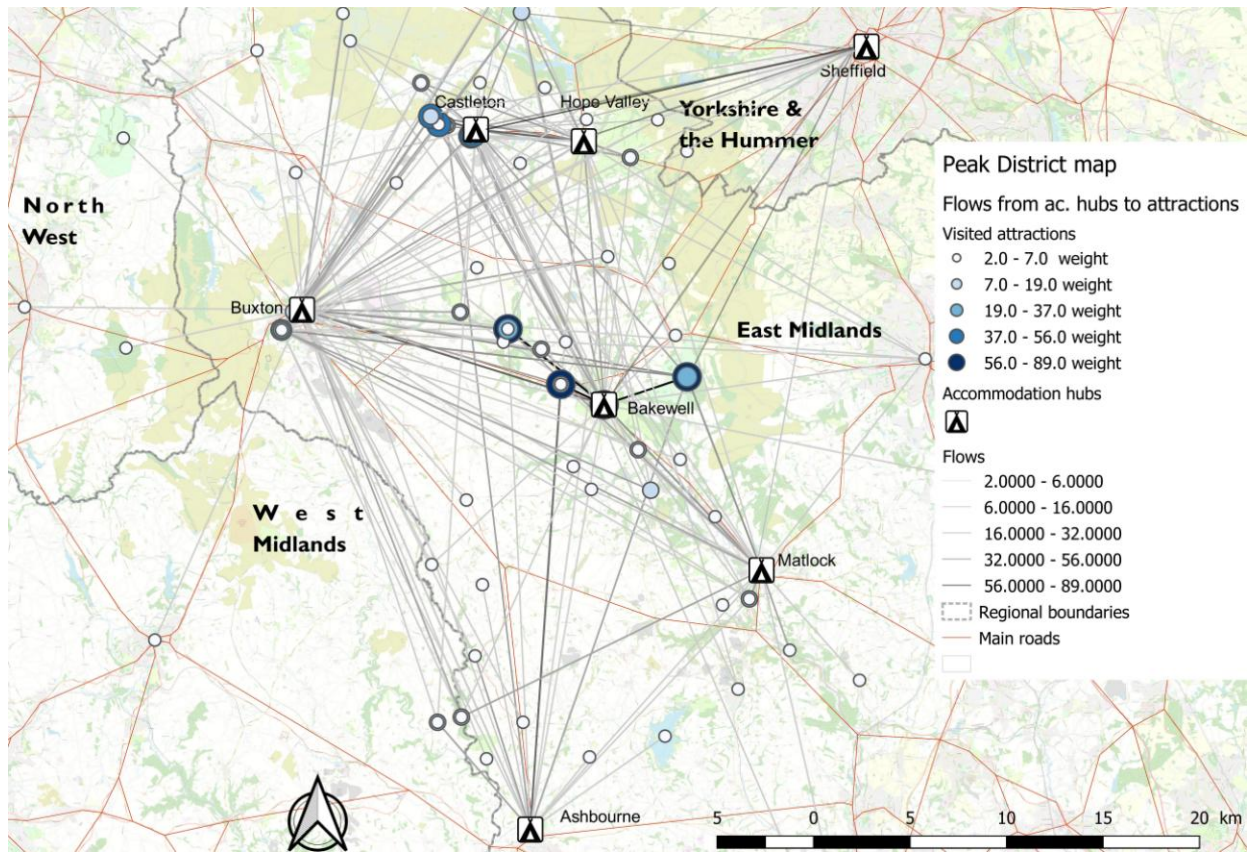 Sheffield
Castleton
Hope Valley
Yorkshire &
the Hummer
North
West
Buxton
East Midlands
Bakewell
West
Midlands
Matlock
Ashbourne
Peak District map
Flows from ac. hubs to attractions
Visited attractions
2.0 - 7.0 weight
7.0 - 19.0 weight
19.0 - 37.0 weight
37.0 - 56.0 weight
56.0 - 89.0 weight
Accommodation hubs
Flows
2.0000 - 6.0000
6.0000 - 16.0000
16.0000 - 32.0000
32.0000 - 56.0000
56.0000 - 89.0000
Regional boundaries
Main roads
5 0 5 10 15 20 km